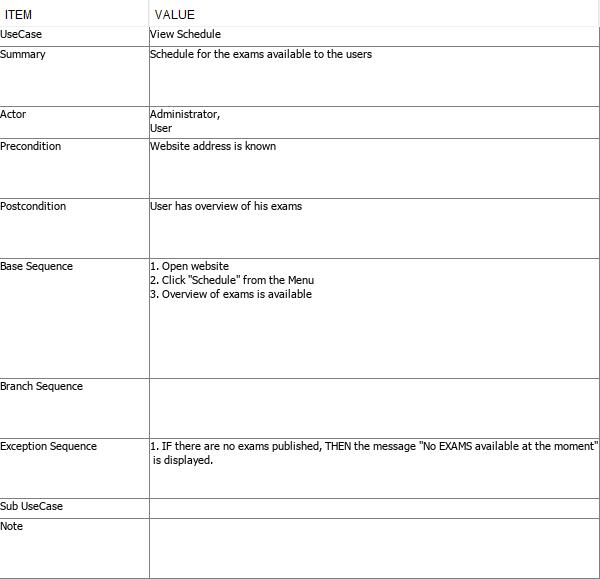 ITEM VALUE
UseCase View Schedule
Summary Schedule for the exams available to the users
Actor Administrator,
User
Precondition Website address is known
Postcondition User has overview of his exams
Base Sequence 1. Open website
2. Click "Schedule" from the Menu
3. Overview of exams is available
Branch Sequence
Exception Sequence 1. IF there are no exams published, THEN the message "No EXAMS available at the moment"
is displayed.
Sub UseCase
Note